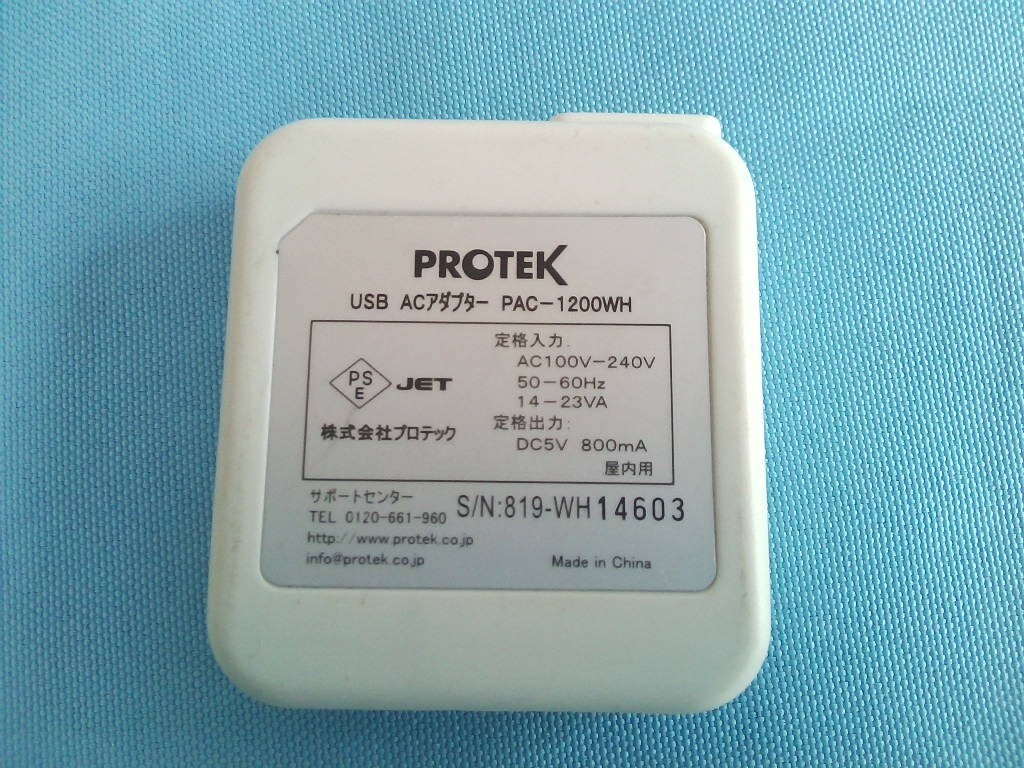 PROTEK
USB ACアダプター PAC-1200WH
定格入力:
AC100V-240V
50-60Hz
14-23VA
定格出力:
DC5V 800mA
屋内用
PS
E
JET
株式会社プロテック
サポートセンター
TEL 0120-661-960
S/N:819-WH14603
http://www.protek.co.jp
info@protek.co.jp
Made in China